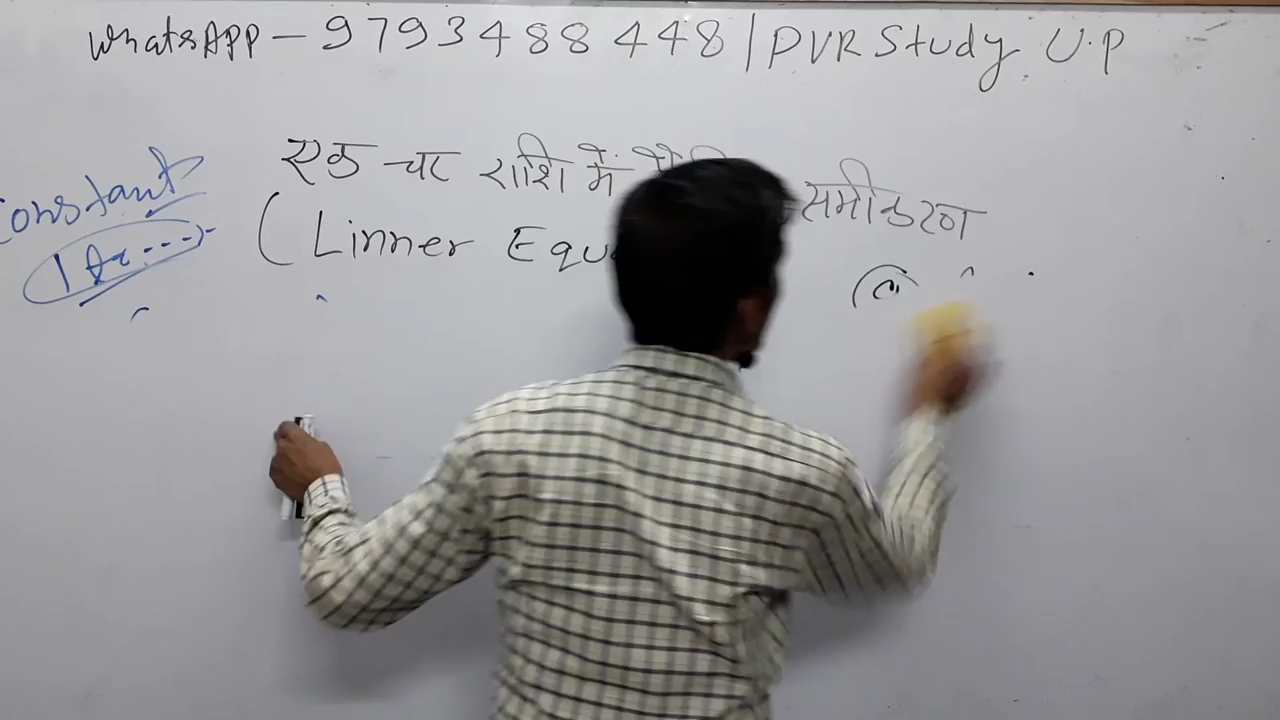 WhatsAPP - 9793488448 | PVR Study U.P
एक चर राशि में समीकरण
Constant
(Linner Equ